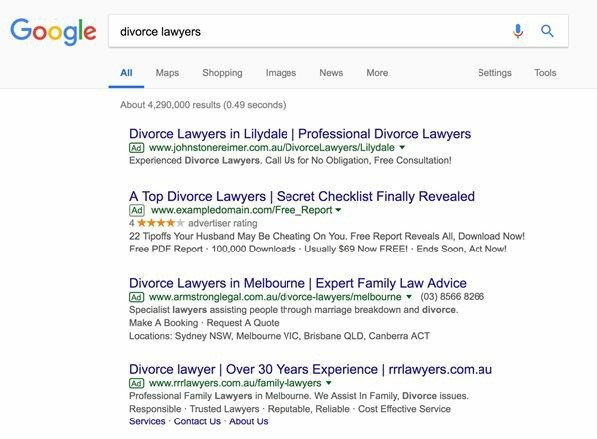 Google
divorce lawyers
All Maps Shopping Images News More Settings Tools
About 4,290,000 results (0.49 seconds)
Divorce Lawyers in Lilydale | Professional Divorce Lawyers
Ad www.johnstonereimer.com.au/DivorceLawyers/Lilydale
Experienced Divorce Lawyers. Call Us for No Obligation, Free Consultation!
A Top Divorce Lawyers | Secret Checklist Finally Revealed
Ad www.exampledomain.com/Free_Report
4 ★★★★★ advertiser rating
22 Tipoffs Your Husband May Be Cheating On You. Free Report Reveals All, Download Now!
Free PDF Report · 100,000 Downloads · Usually $69 Now FREE! · Ends Soon, Act Now!
Divorce Lawyers in Melbourne | Expert Family Law Advice
Ad www.armstronglegal.com.au/divorce-lawyers/melbourne (03) 8566 8266
Specialist lawyers assisting people through marriage breakdown and divorce.
Make A Booking · Request A Quote
Locations: Sydney NSW, Melbourne VIC, Brisbane QLD, Canberra ACT
Divorce lawyer | Over 30 Years Experience | rrrlawyers.com.au
Ad www.rrrlawyers.com.au/family-lawyers
Professional Family Lawyers in Melbourne. We Assist In Family, Divorce issues.
Responsible · Trusted Lawyers · Reputable, Reliable · Cost Effective Service
Services · Contact Us · About Us